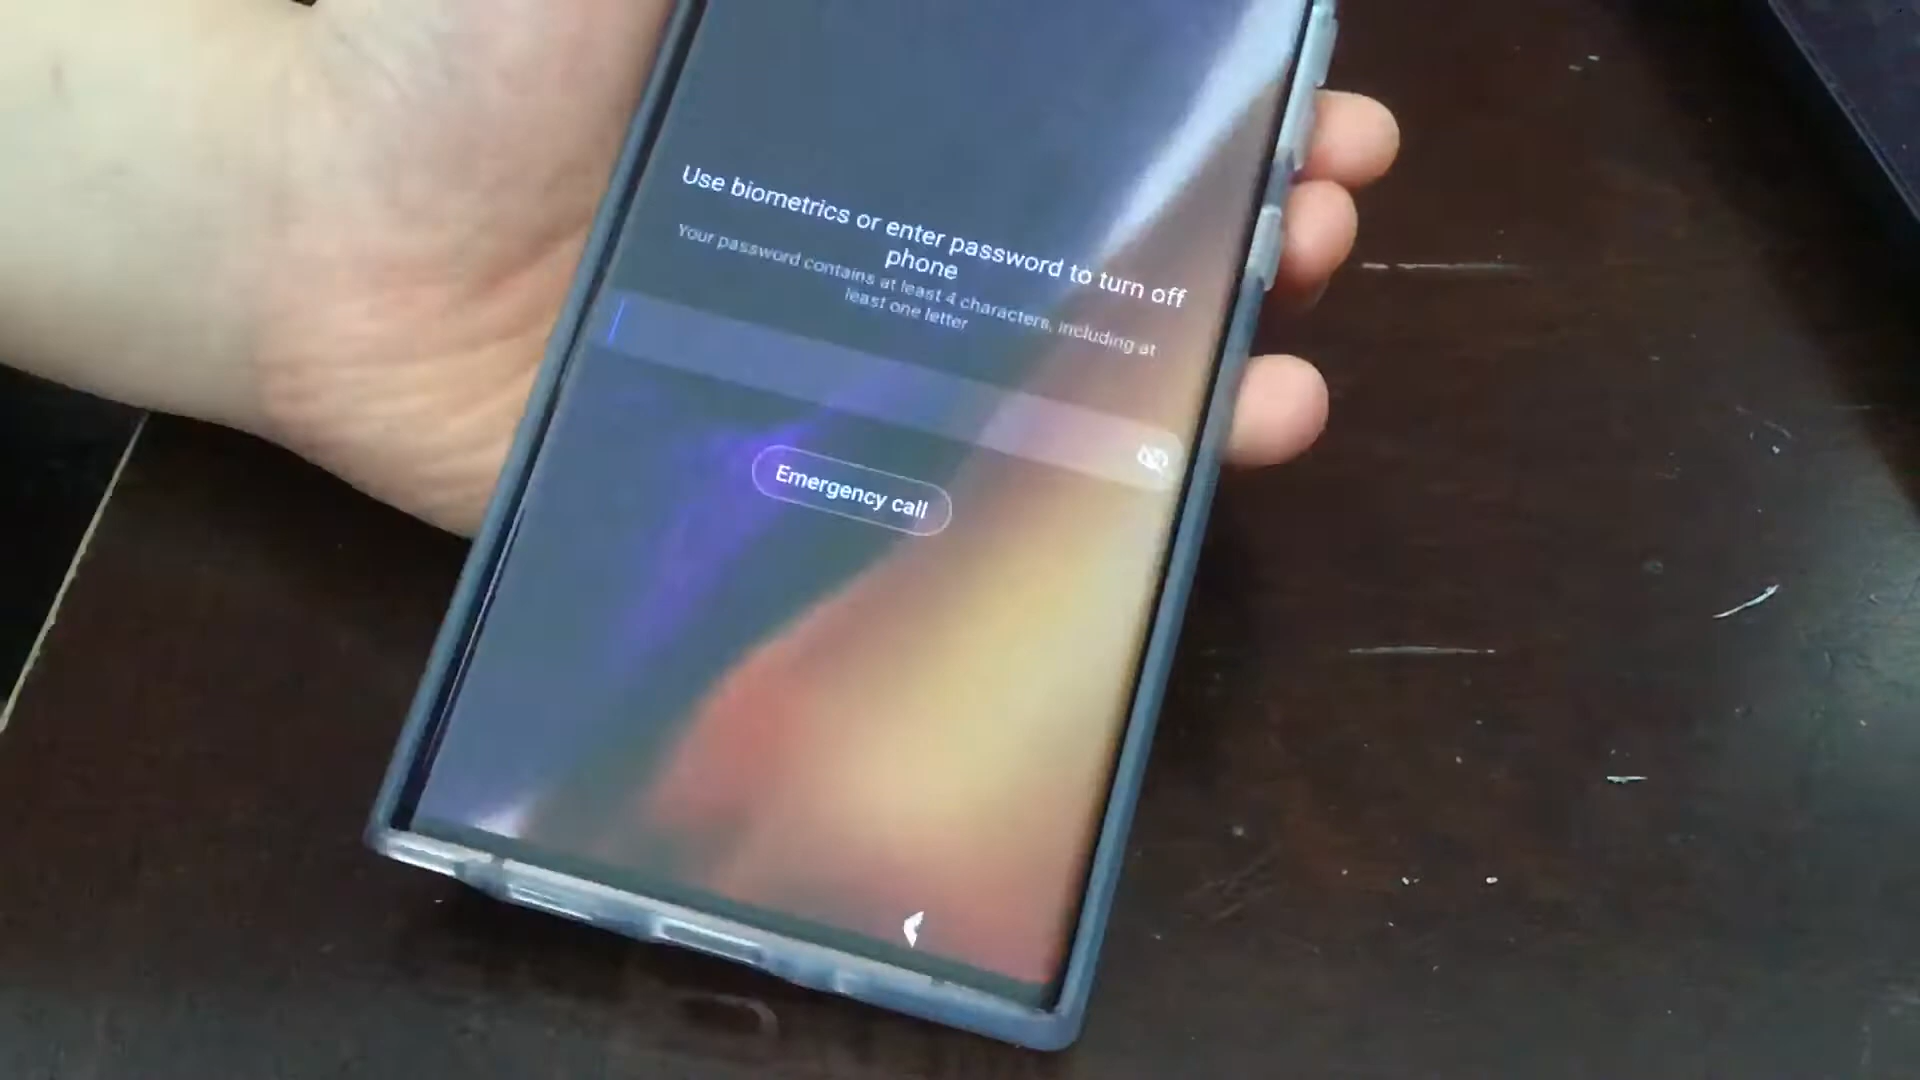 Use biometrics or enter password to turn off
phone
Your password contains at least 4 characters, including at
least one letter
Emergency call